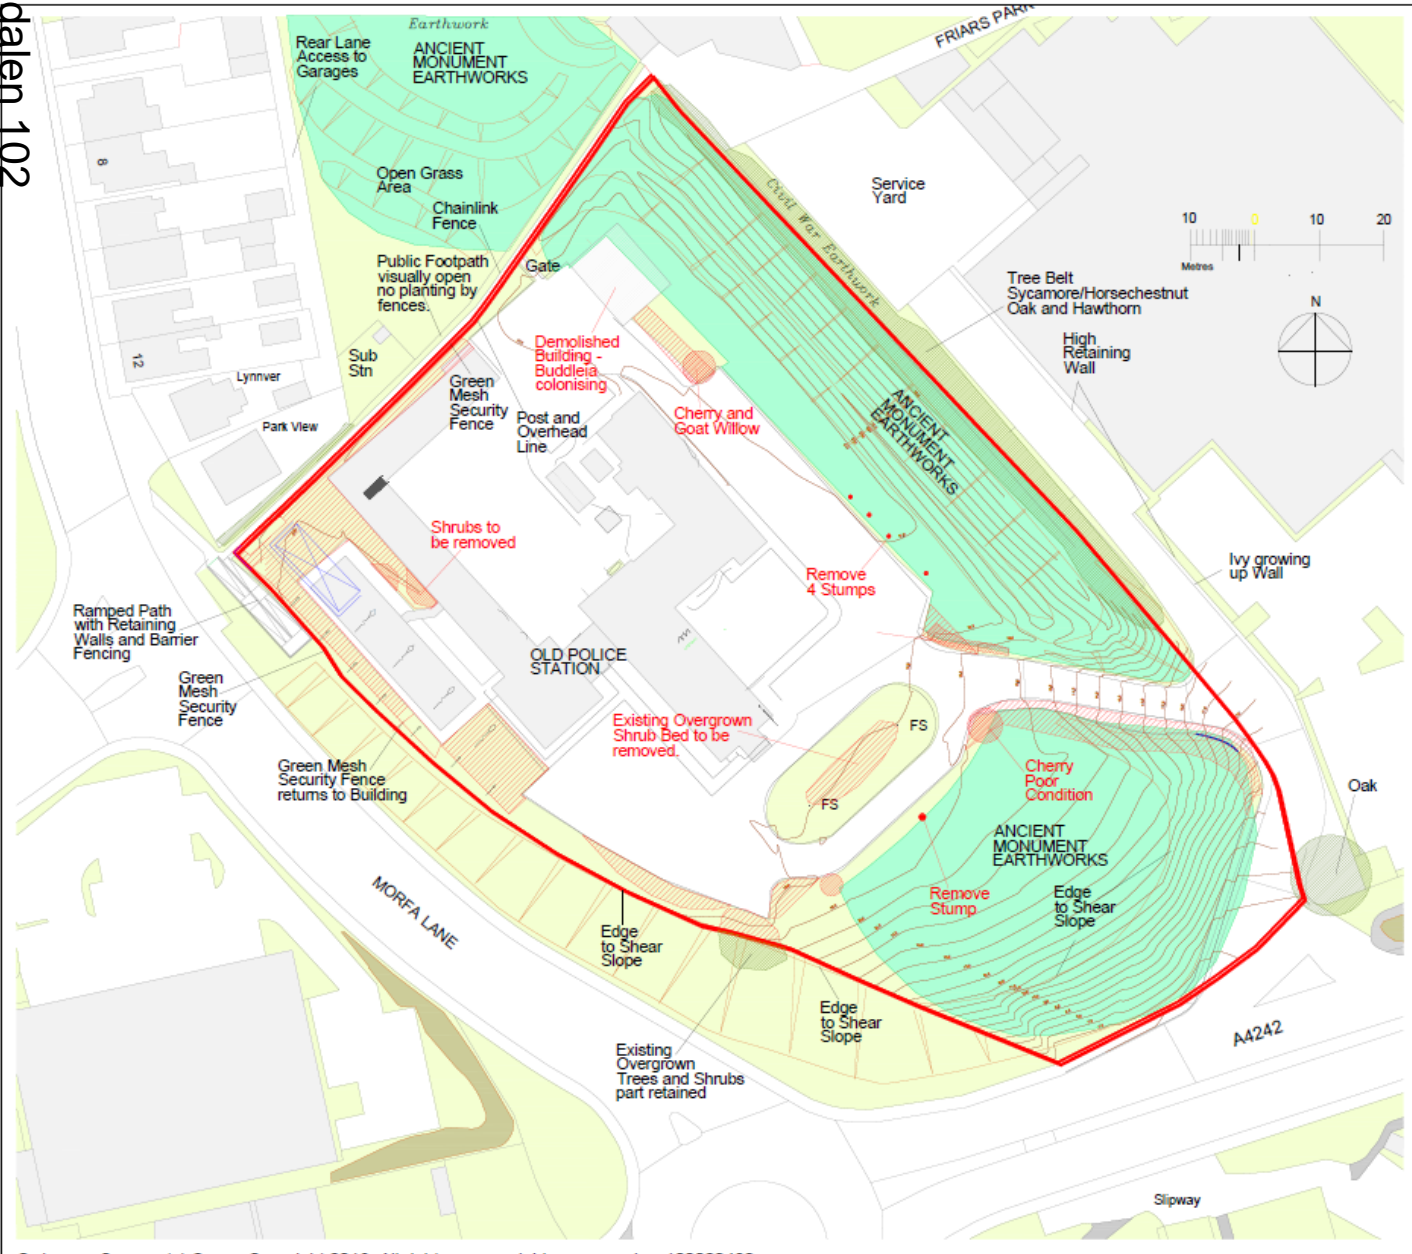 dalen 102
Earthwork
ANCIENT
MONUMENT
EARTHWORKS
Rear Lane
Access to
Garages
FRIARS PARK
Open Grass
Area
Chainlink
Fence
Service
Yard
Civil War Earthwork
8
10
0
10
20
Metres
N
Public Footpath
visually open
no planting by
fences.
Gate
Tree Belt
Sycamore/Horsechestnut
Oak and Hawthorn
High
Retaining
Wall
Demolished
Building -
Buddleia
colonising
12
Sub
Stn
Lynnver
Green
Mesh
Security
Fence
Post and
Overhead
Line
Cherry and
Goat Willow
Park View
ANCIENT
MONUMENT
EARTHWORKS
Shrubs to
be removed
Remove
4 Stumps
Ivy growing
up Wall
Ramped Path
with Retaining
Walls and Barrier
Fencing
OLD POLICE
STATION
Green
Mesh
Security
Fence
Existing Overgrown
Shrub Bed to be
removed.
FS
FS
Green Mesh
Security Fence
returns to Building
Cherry
Poor
Condition
Oak
ANCIENT
MONUMENT
EARTHWORKS
MORFA LANE
Remove
Stump
Edge
to Shear
Slope
Edge
to Shear
Slope
Edge
to Shear
Slope
A4242
Existing
Overgrown
Trees and Shrubs
part retained
Slipway